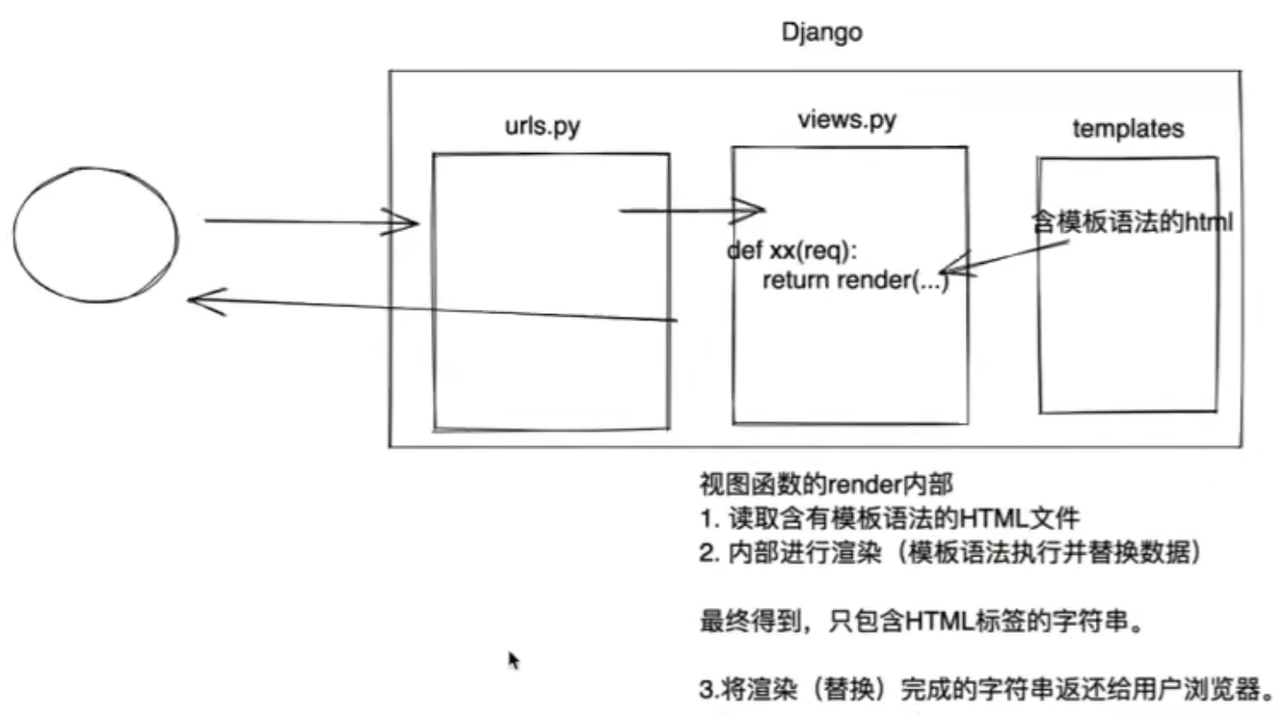 Django
urls.py
views.py
templates
含模板语法的html
def xx(req):
return render(...)
视图函数的render内部
1. 读取含有模板语法的HTML文件
2. 内部进行渲染（模板语法执行并替换数据）
最终得到，只包含HTML标签的字符串。
3.将渲染（替换）完成的字符串返还给用户浏览器。